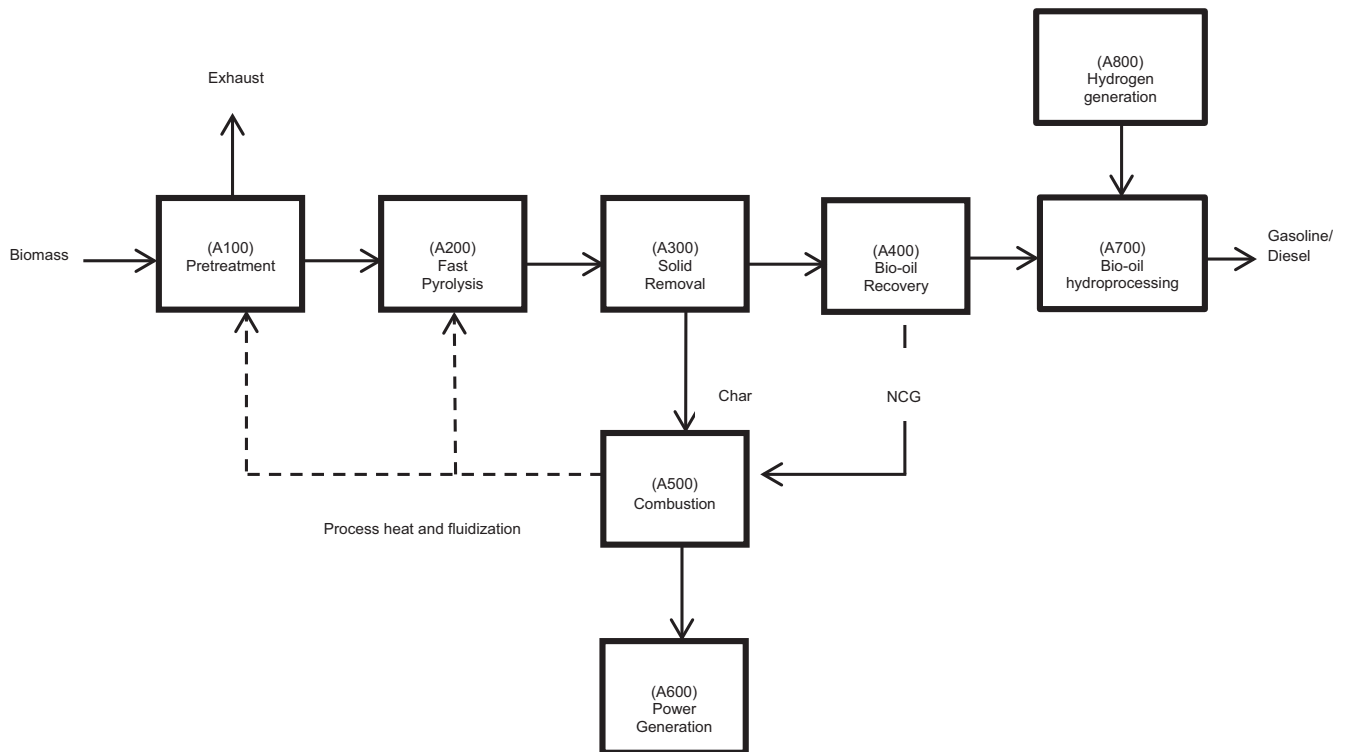 (A800)
Hydrogen
generation
Exhaust
Biomass
(A100)
Pretreatment
(A200)
Fast
Pyrolysis
(A300)
Solid
Removal
(A400)
Bio-oil
Recovery
(A700)
Bio-oil
hydroprocessing
Gasoline/
Diesel
Char
NCG
(A500)
Combustion
Process heat and fluidization
(A600)
Power
Generation